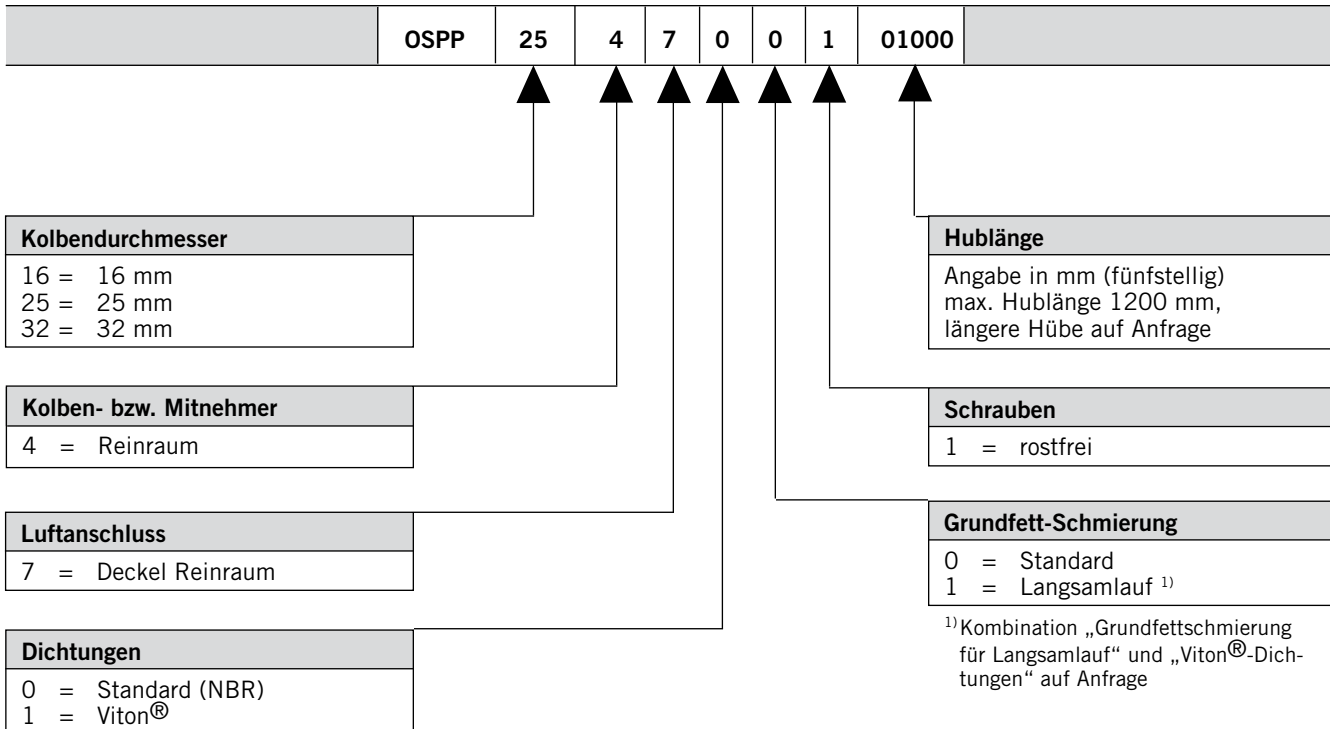 OSPP 25 4 7 0 0 1 01000
Kolbendurchmesser
16 = 16 mm
25 = 25 mm
32 = 32 mm
Hublänge
Angabe in mm (fünfstellig)
max. Hublänge 1200 mm,
längere Hübe auf Anfrage
Kolben- bzw. Mitnehmer
4 = Reinraum
Schrauben
1 = rostfrei
Luftanschluss
7 = Deckel Reinraum
Grundfett-Schmierung
0 = Standard
1 = Langsamlauf 1)
1) Kombination „Grundfettschmierung
für Langsamlauf“ und „Viton®-Dich-
tungen“ auf Anfrage
Dichtungen
0 = Standard (NBR)
1 = Viton®